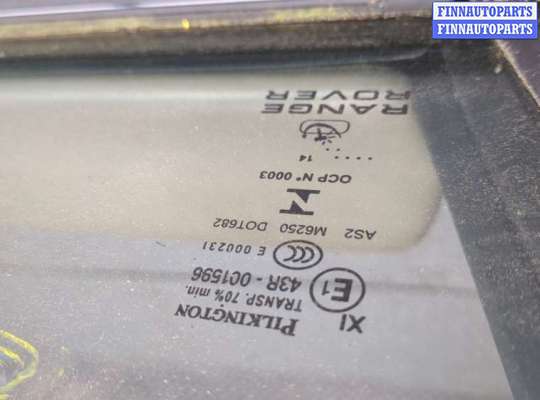 FINNAUTOPARTS
FINNAUTOPARTS
XI
PILKINGTON
TRANSP. 70% min.
E1 43R - 001596
CCC E 000231
AS2 M6250 DOT682
N
OCP N° 0003
.. 14 .....
RANGE
ROVER